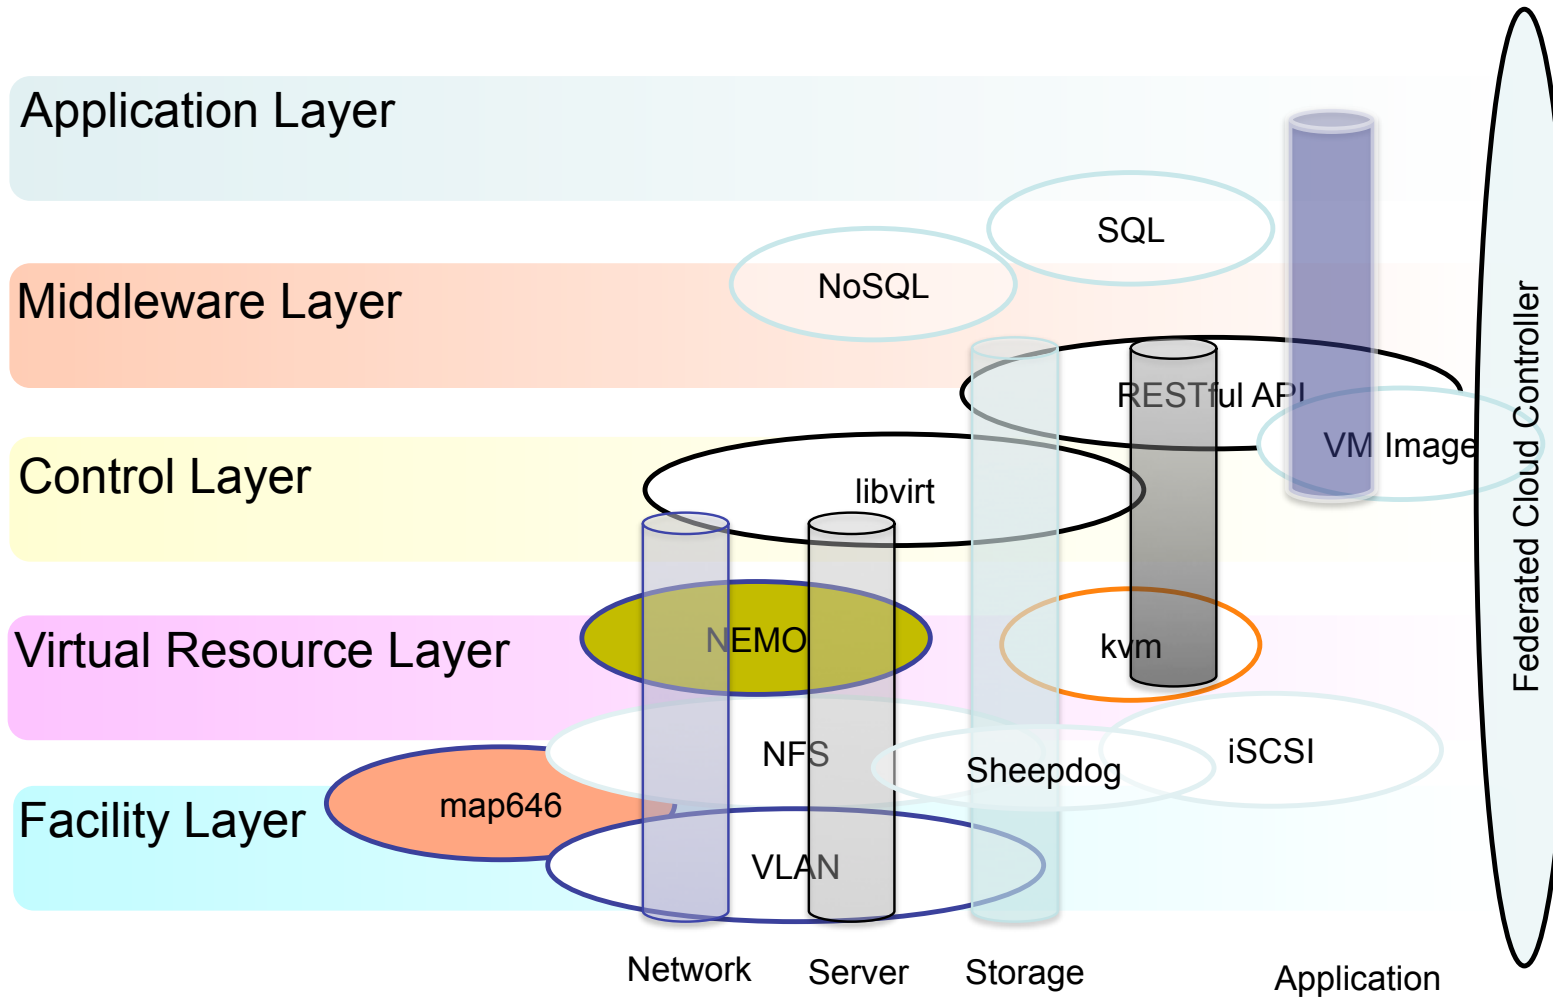 Application Layer
SQL
NoSQL
Middleware Layer
RESTful API
VM Image
Control Layer
libvirt
NEMO
kvm
Virtual Resource Layer
NFS
Sheepdog
iSCSI
map646
Facility Layer
VLAN
Network
Server
Storage
Application
Federated Cloud Controller